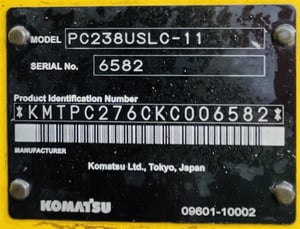 MODEL PC238USLC-11
SERIAL No. 6582
Product Identification Number
*KMTPC276CKC006582*
MANUFACTURER
Komatsu Ltd., Tokyo, Japan
KOMATSU 09601-10002